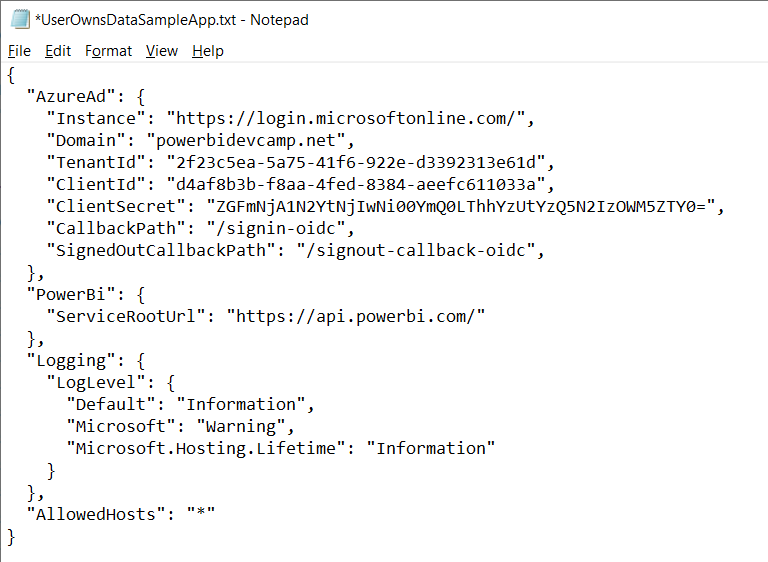 *UserOwnsDataSampleApp.txt - Notepad
File Edit Format View Help
{
  "AzureAd": {
    "Instance": "https://login.microsoftonline.com/",
    "Domain": "powerbidevcamp.net",
    "TenantId": "2f23c5ea-5a75-41f6-922e-d3392313e61d",
    "ClientId": "d4af8b3b-f8aa-4fed-8384-aeefc611033a",
    "ClientSecret": "ZGFmNjA1N2YtNjIwNi00YmQ0LThhYzUtYzQ5N2IzOWM5ZTY0=",
    "CallbackPath": "/signin-oidc",
    "SignedOutCallbackPath": "/signout-callback-oidc",
  },
  "PowerBi": {
    "ServiceRootUrl": "https://api.powerbi.com/"
  },
  "Logging": {
    "LogLevel": {
      "Default": "Information",
      "Microsoft": "Warning",
      "Microsoft.Hosting.Lifetime": "Information"
    }
  },
  "AllowedHosts": "*"
}